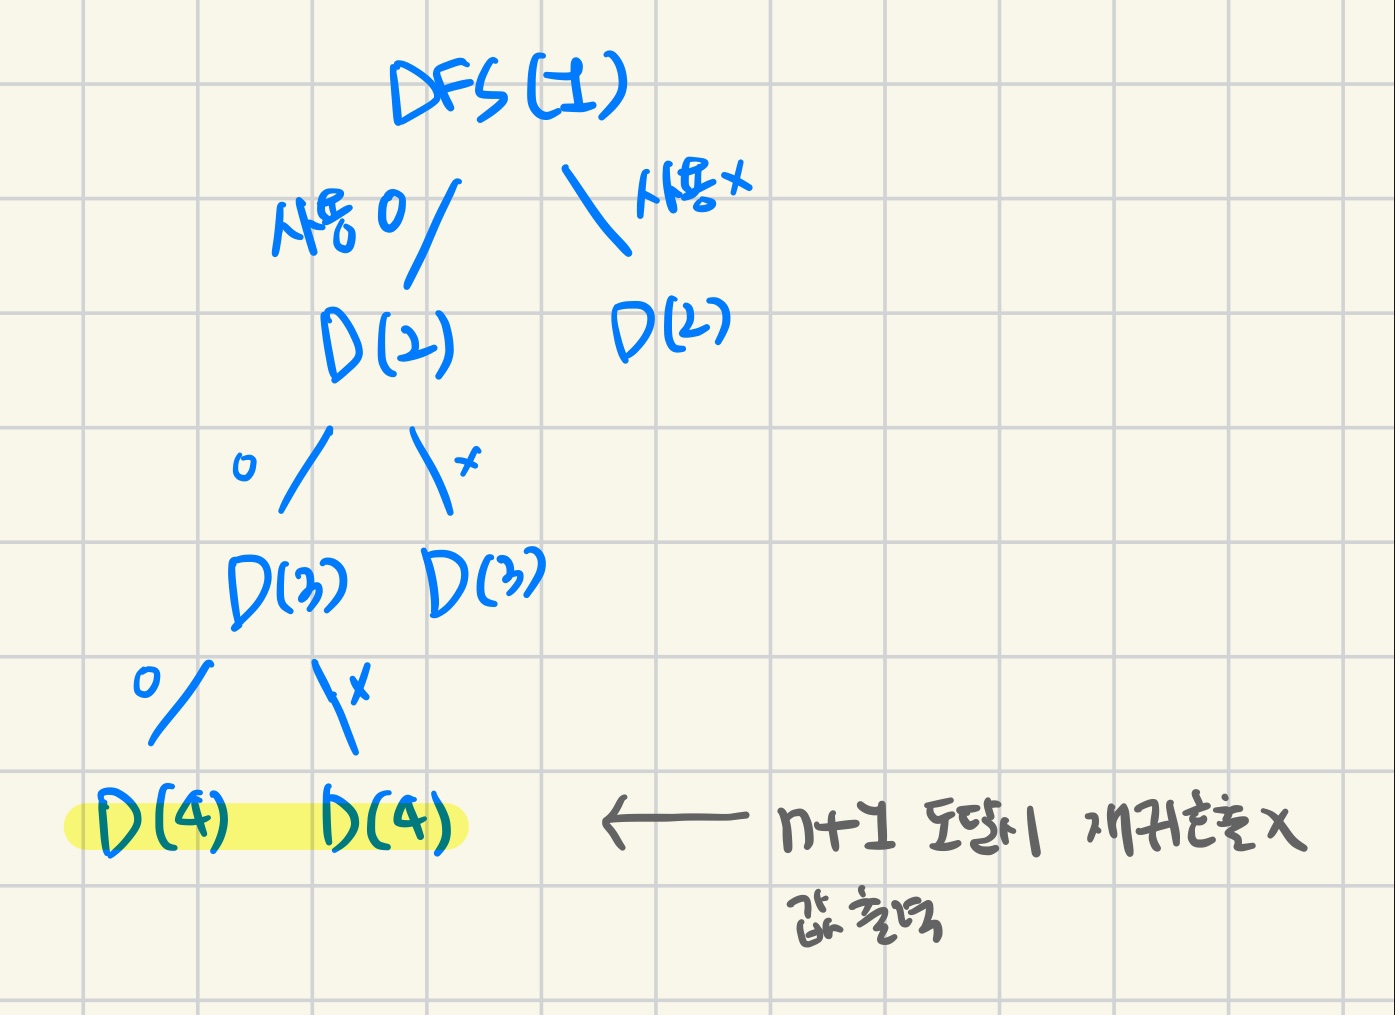 DFS(1)
사용 O 사용 x
D(2) D(2)
O x
D(3) D(3)
O x
D(4) D(4) ← n+1 도달시 재귀호출 x
값 출력